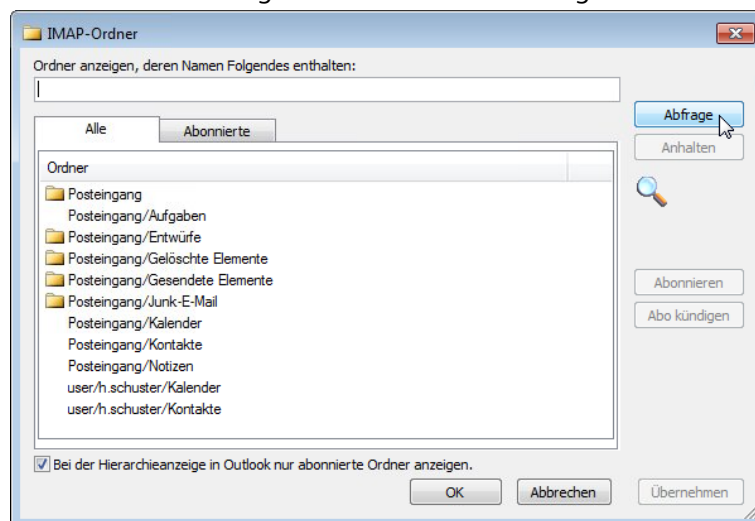 IMAP-Ordner
Ordner anzeigen, deren Namen Folgendes enthalten:
Abfrage
Alle
Abonnierte
Anhalten
Ordner
Posteingang
Posteingang/Aufgaben
Posteingang/Entwürfe
Posteingang/Gelöschte Elemente
Posteingang/Gesendete Elemente
Posteingang/Junk-E-Mail
Posteingang/Kalender
Posteingang/Kontakte
Posteingang/Notizen
user/h.schuster/Kalender
user/h.schuster/Kontakte
Abonnieren
Abo kündigen
Bei der Hierarchieanzeige in Outlook nur abonnierte Ordner anzeigen.
OK
Abbrechen
Übernehmen